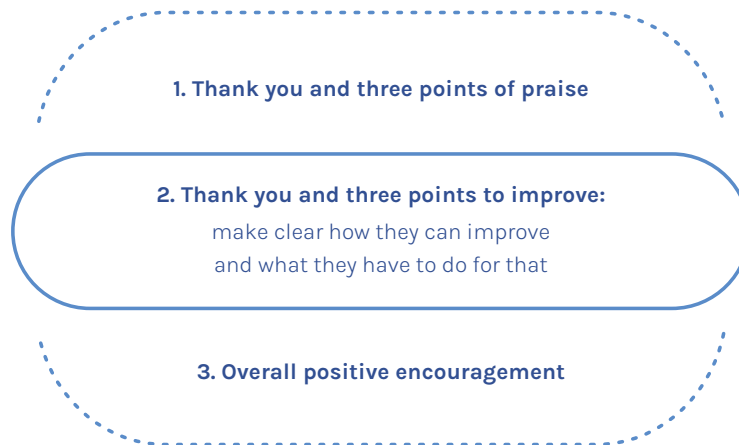 1. Thank you and three points of praise
2. Thank you and three points to improve:
make clear how they can improve
and what they have to do for that
3. Overall positive encouragement